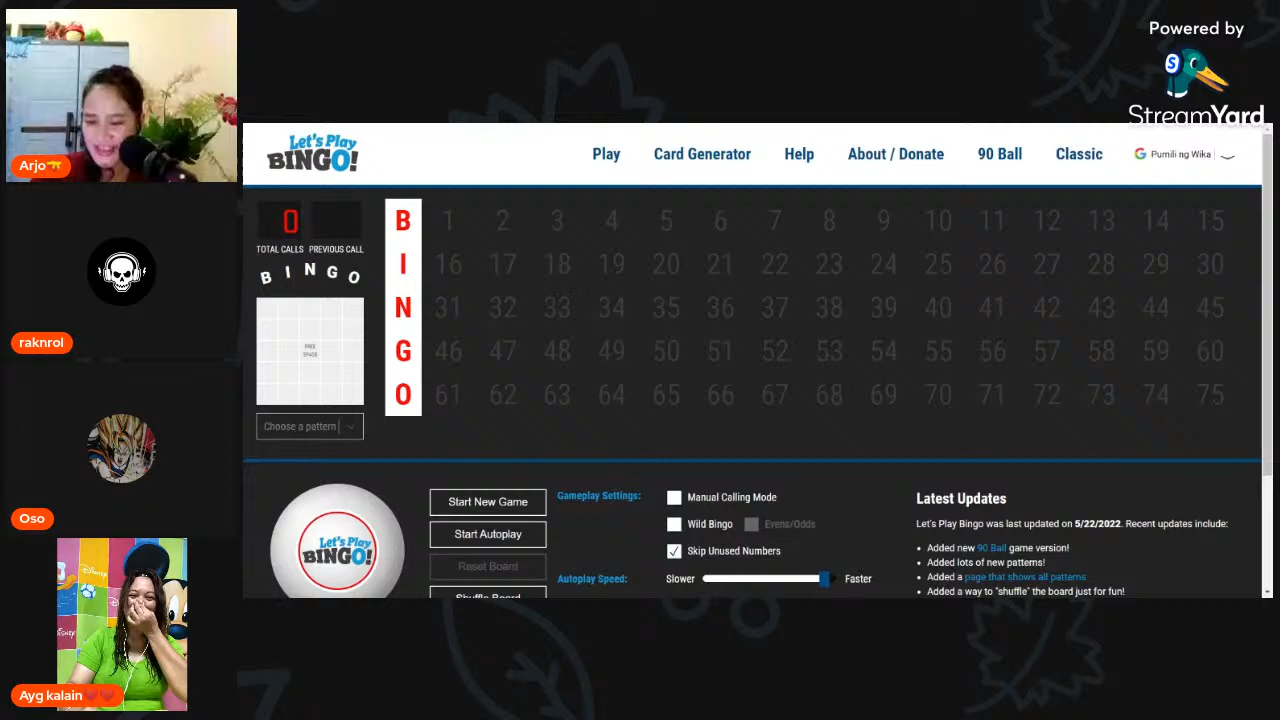 Powered by
StreamYard
Arjo
raknrol
Oso
Ayg kalain
Let's Play
BINGO!
Play
Card Generator
Help
About / Donate
90 Ball
Classic
G Pumili ng Wika
0
TOTAL CALLS PREVIOUS CALL
B I N G O
FREE
SPACE
Choose a pattern
B 1 2 3 4 5 6 7 8 9 10 11 12 13 14 15
I 16 17 18 19 20 21 22 23 24 25 26 27 28 29 30
N 31 32 33 34 35 36 37 38 39 40 41 42 43 44 45
G 46 47 48 49 50 51 52 53 54 55 56 57 58 59 60
O 61 62 63 64 65 66 67 68 69 70 71 72 73 74 75
Let's Play
BINGO!
Start New Game
Start Autoplay
Reset Board
Shuffle Board
Gameplay Settings:
Manual Calling Mode
Wild Bingo
Evens/Odds
Skip Unused Numbers
Autoplay Speed:
Slower
Faster
Latest Updates
Let's Play Bingo was last updated on 5/22/2022. Recent updates include:
Added new 90 Ball game version!
Added lots of new patterns!
Added a page that shows all patterns
Added a way to "shuffle" the board just for fun!